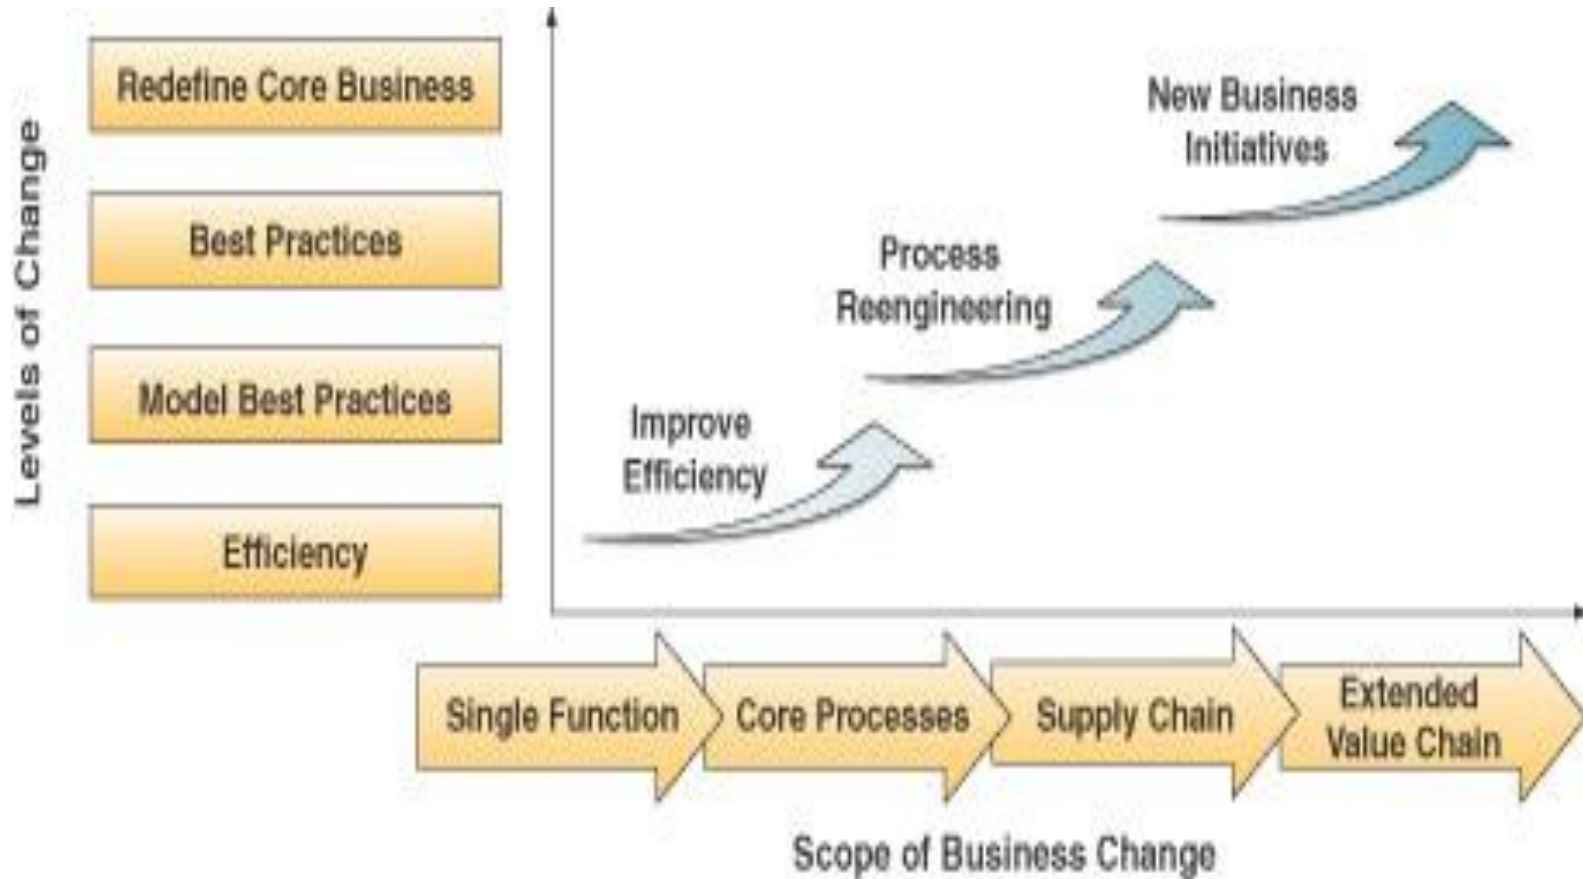 Levels of Change
Redefine Core Business
Best Practices
Model Best Practices
Efficiency
New Business
Initiatives
Process
Reengineering
Improve
Efficiency
Single Function
Core Processes
Supply Chain
Extended
Value Chain
Scope of Business Change